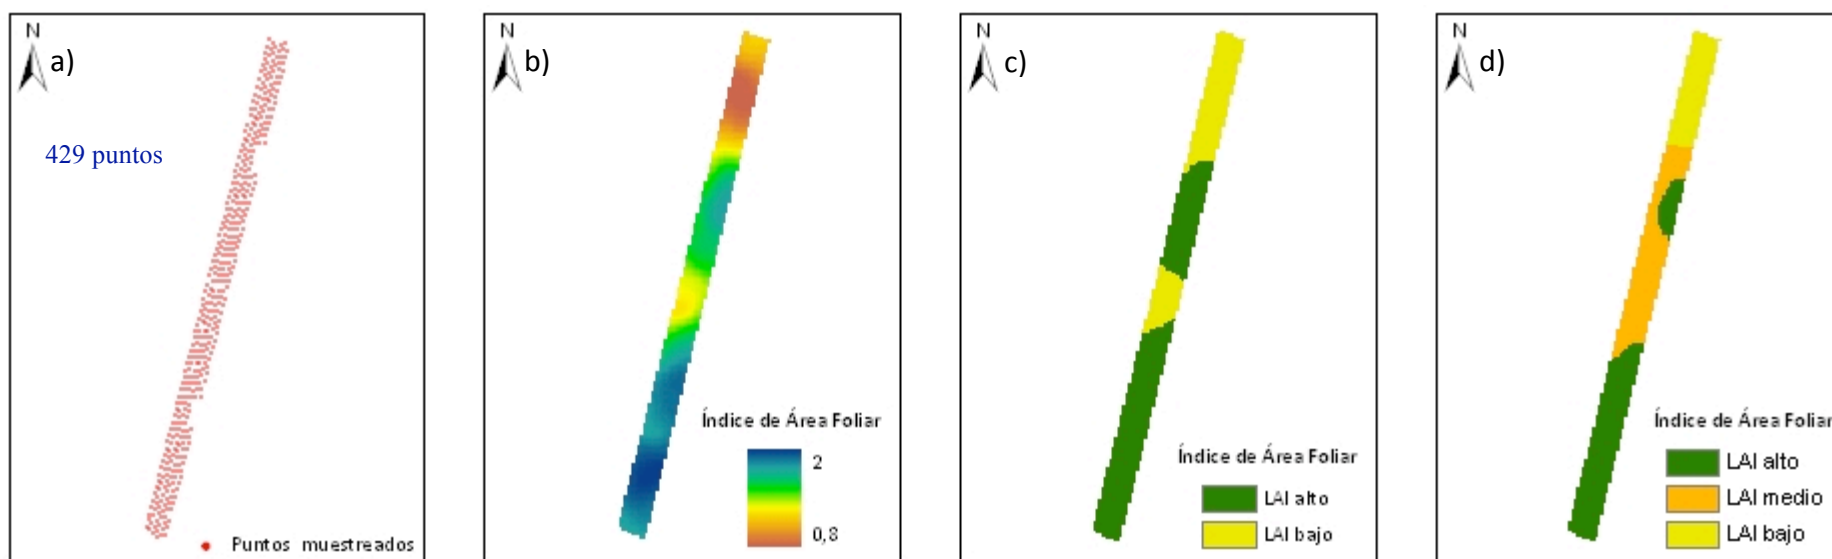 N
a)
429 puntos
Puntos muestreados
N
b)
Índice de Área Foliar
2
0,8
N
c)
Índice de Área Foliar
LAI alto
LAI bajo
N
d)
Índice de Área Foliar
LAI alto
LAI medio
LAI bajo